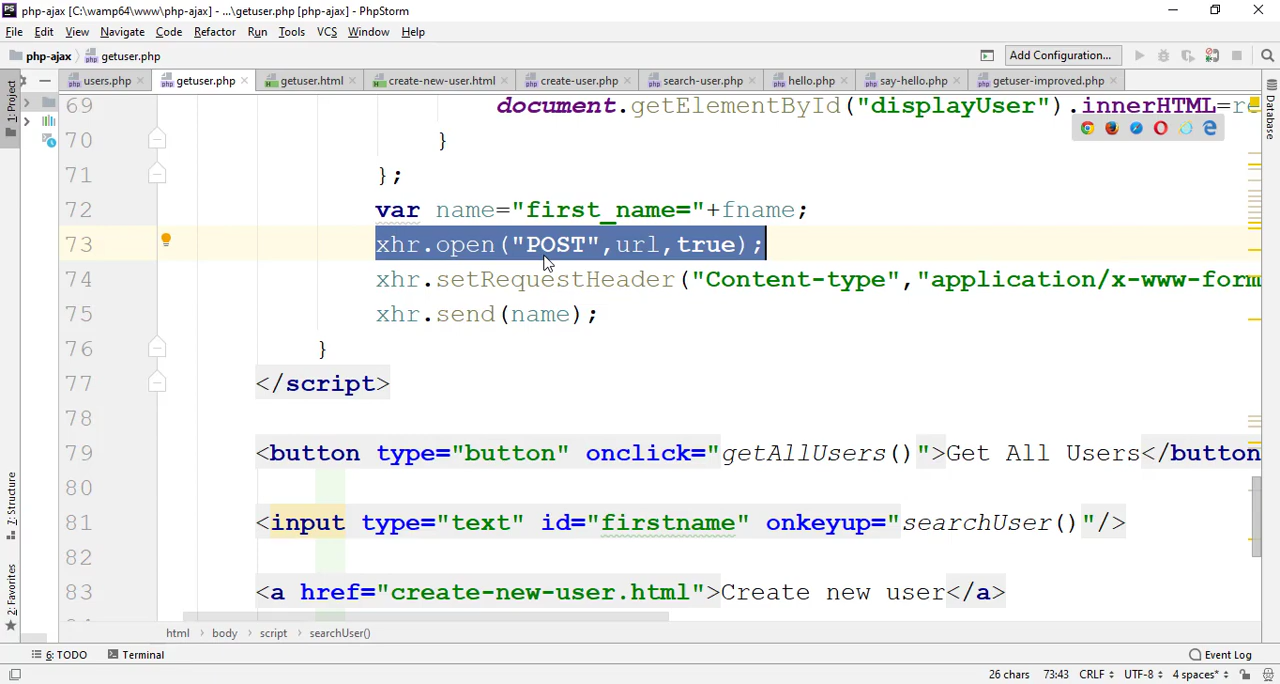 php-ajax [C:\wamp64\www\php-ajax] - ...\getuser.php [php-ajax] - PhpStorm
File Edit View Navigate Code Refactor Run Tools VCS Window Help
php-ajax getuser.php Add Configuration...
users.php getuser.php getuser.html create-new-user.html create-user.php search-user.php hello.php say-hello.php getuser-improved.php
1: Project
Database
69 document.getElementById("displayUser").innerHTML=re
70 }
71 };
72 var name="first_name="+fname;
73 xhr.open("POST",url,true);
74 xhr.setRequestHeader("Content-type","application/x-www-form
75 xhr.send(name);
76 }
77 </script>
78
79 <button type="button" onclick="getAllUsers()">Get All Users</button
80
81 <input type="text" id="firstname" onkeyup="searchUser()"/>
82
83 <a href="create-new-user.html">Create new user</a>
Z: Structure
2: Favorites
html body script searchUser()
6: TODO Terminal Event Log
26 chars 73:43 CRLF UTF-8 4 spaces*